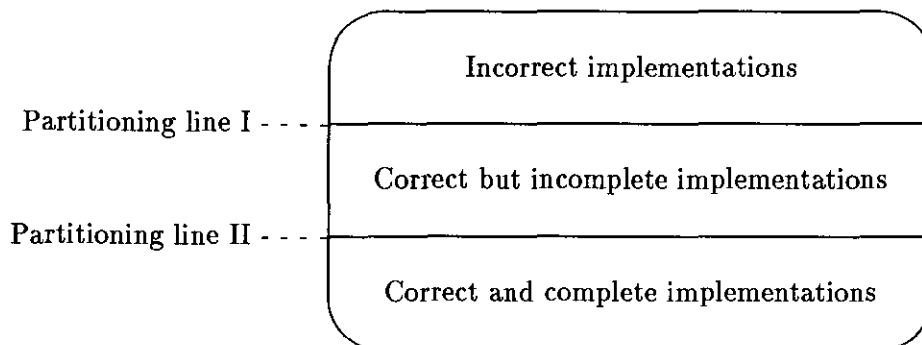 Incorrect implementations
Partitioning line I
Correct but incomplete implementations
Partitioning line II
Correct and complete implementations